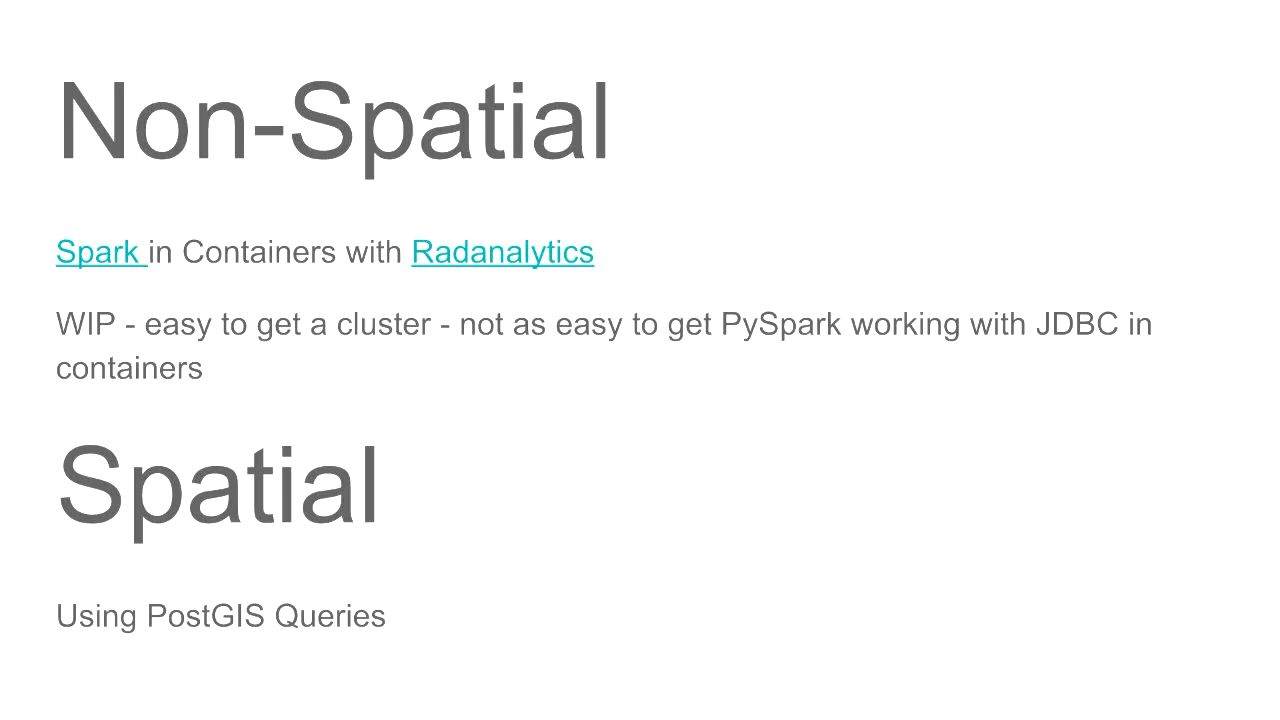 Non-Spatial
Spark in Containers with Radanalytics
WIP - easy to get a cluster - not as easy to get PySpark working with JDBC in
containers
Spatial
Using PostGIS Queries